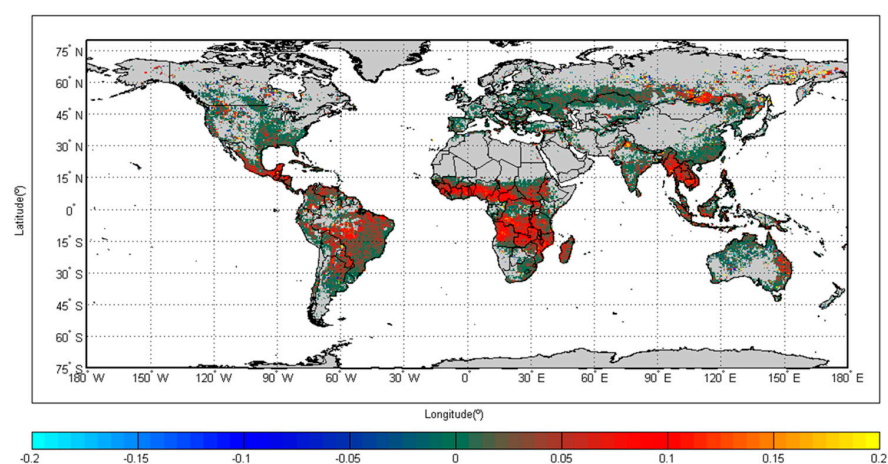 75° N
60° N
45° N
30° N
15° N
0°
15° S
30° S
45° S
60° S
75° S
Latitude(º)
180° W 150° W 120° W 90° W 60° W 30° W 0° 30° E 60° E 90° E 120° E 150° E 180° E
Longitude(º)
-0.2 -0.15 -0.1 -0.05 0 0.05 0.1 0.15 0.2